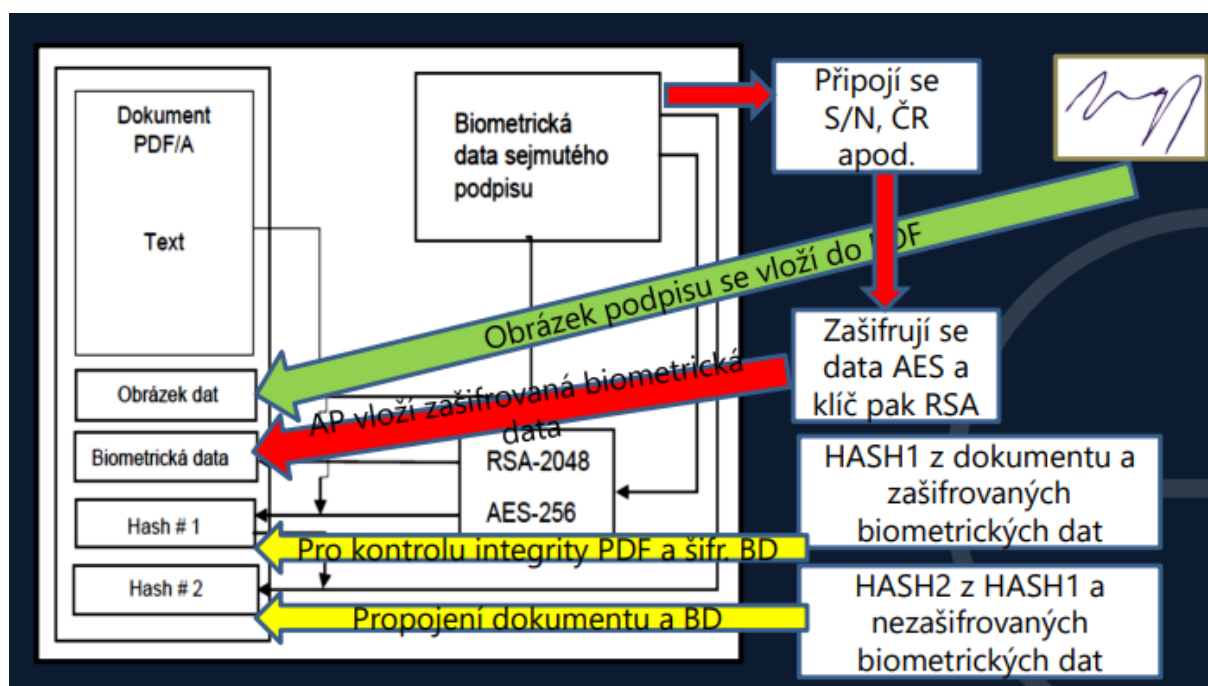 Dokument
PDF/A
Text
Obrázek dat
Biometrická data
Hash # 1
Hash # 2
Biometrická
data sejmutého
podpisu
RSA-2048
AES-256
Připojí se
S/N, ČR
apod.
Obrázek podpisu se vloží do PDF
AP vloží zašifrovaná biometrická
data
Zašifrují se
data AES a
klíč pak RSA
Pro kontrolu integrity PDF a šifr. BD
HASH1 z dokumentu a
zašifrovaných
biometrických dat
Propojení dokumentu a BD
HASH2 z HASH1 a
nezašifrovaných
biometrických dat